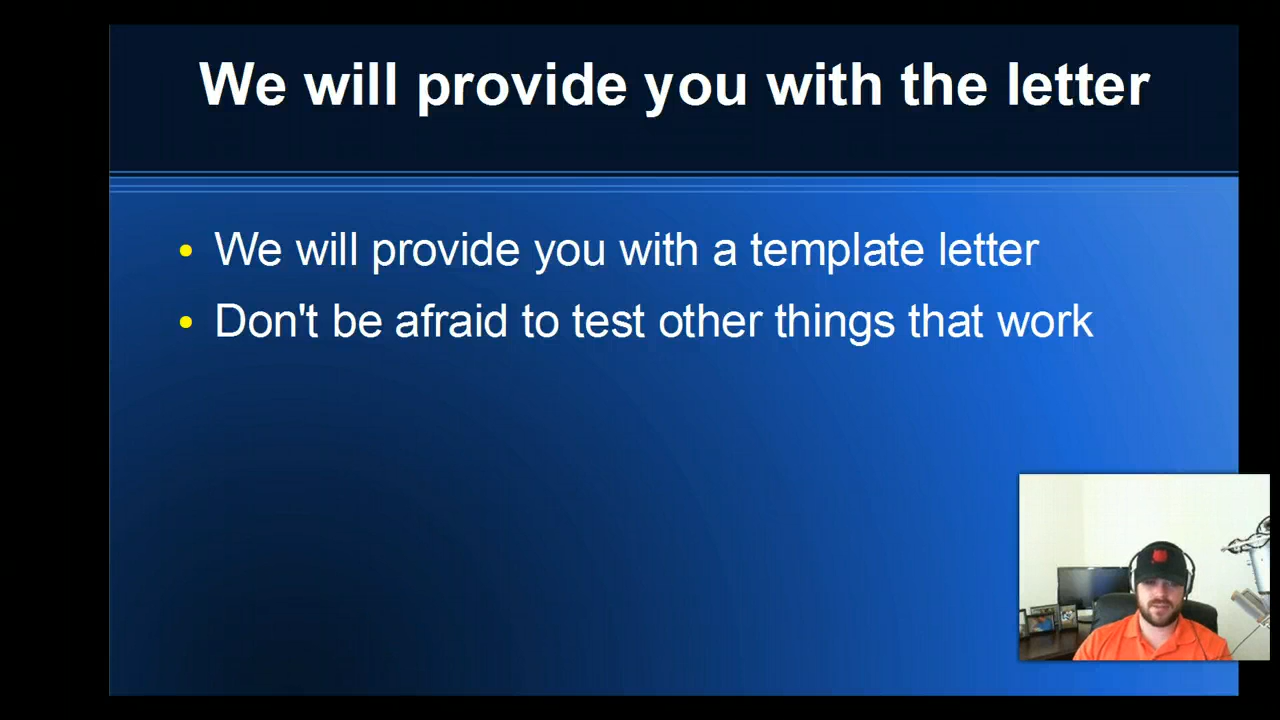 We will provide you with the letter
We will provide you with a template letter
Don't be afraid to test other things that work